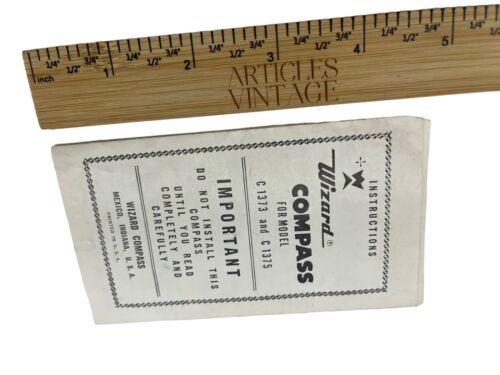 1/4" 1/2" 3/4" 1/4" 1/2" 3/4" 1/4" 1/2" 3/4" 1/4" 1/2" 3/4" 1/4" 1/2" 3/4" 1/4" 1/2"
inch 1 2 3 4 5
ARTICLES
VINTAGE
INSTRUCTIONS
Wizard ®
COMPASS
FOR MODEL
C 1373 and C 1375
IMPORTANT
DO NOT INSTALL THIS
COMPASS
UNTIL YOU READ
COMPLETELY AND
CAREFULLY
WIZARD COMPASS
MEXICO, INDIANA, U. S. A.
PRINTED IN U. S. A.